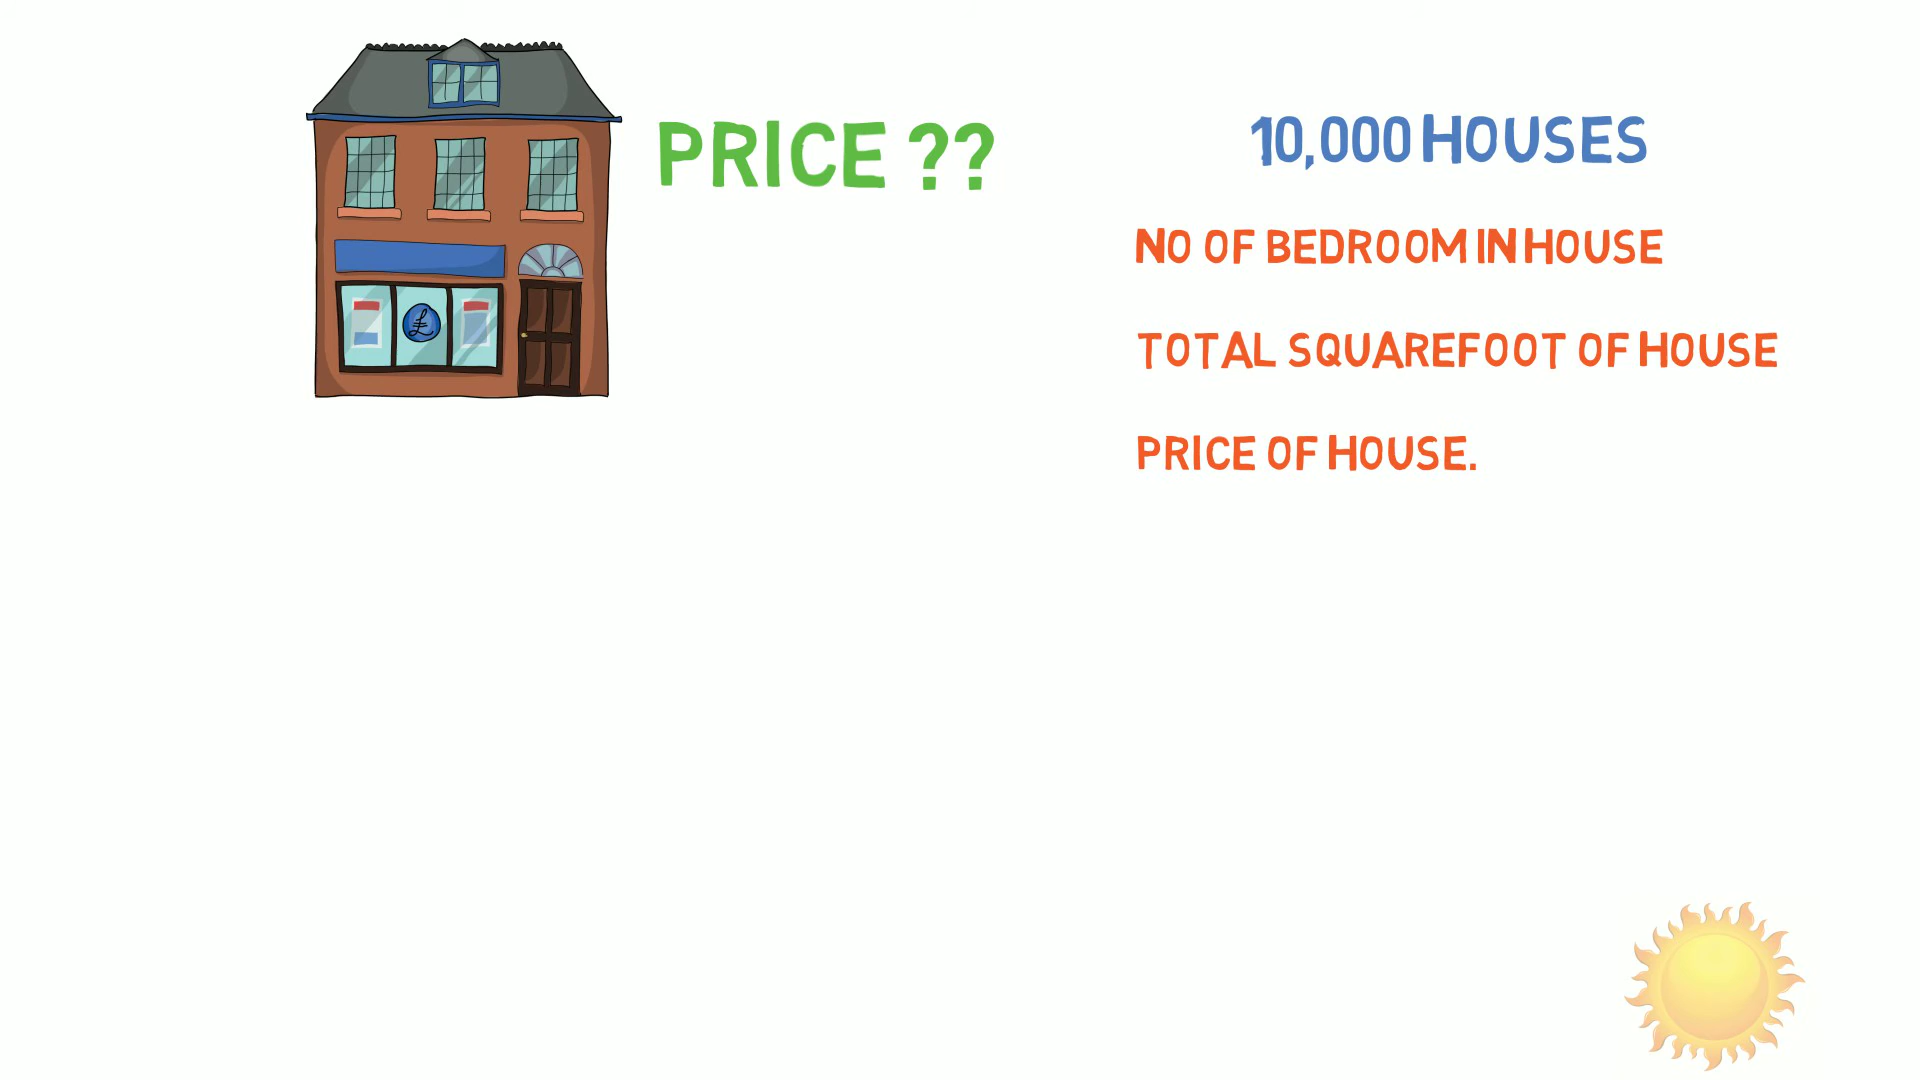 PRICE ??
10,000 HOUSES
NO OF BEDROOM IN HOUSE
TOTAL SQUAREFOOT OF HOUSE
PRICE OF HOUSE.
£